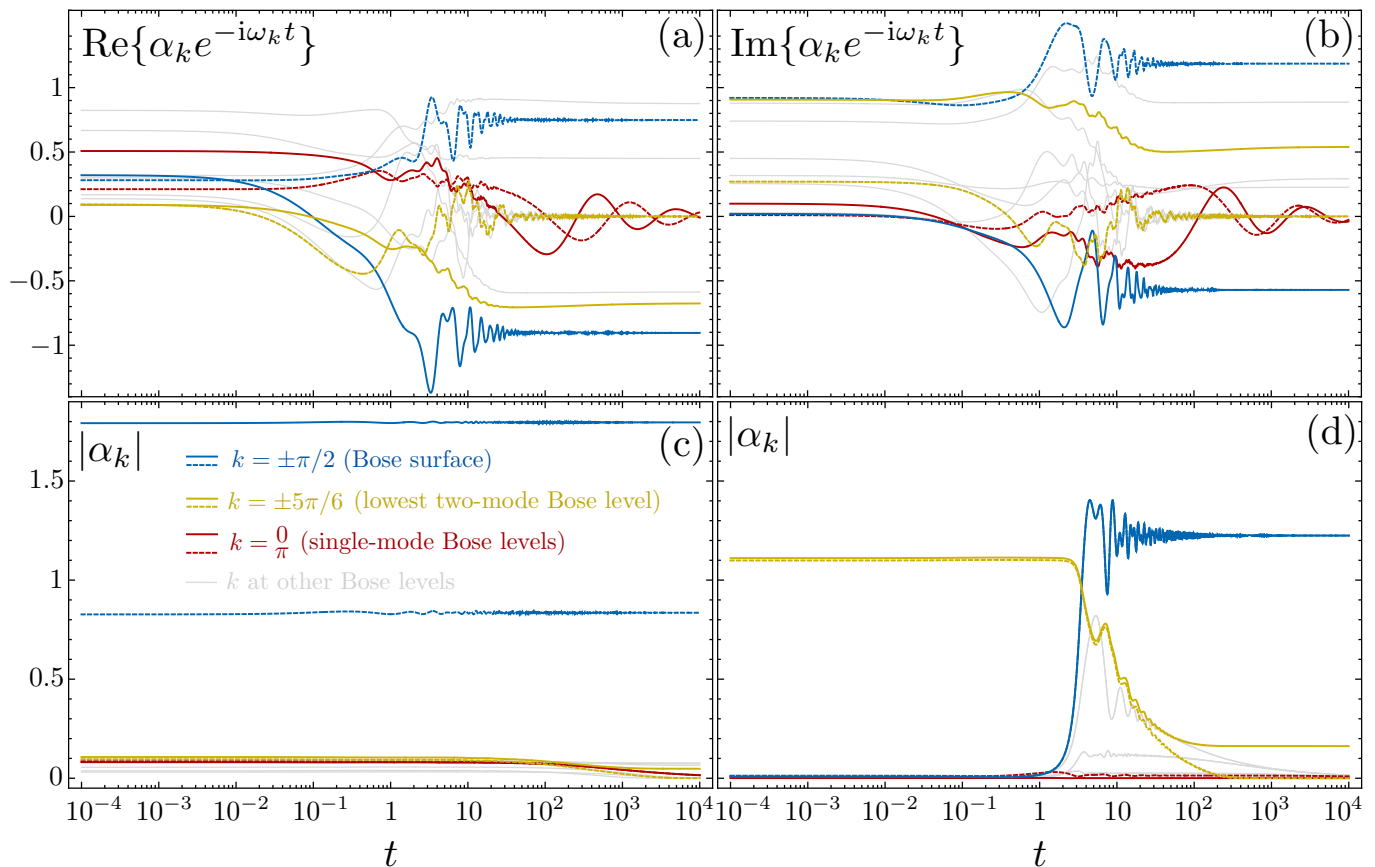 Re{α_k e^{−iω_k t}} (a)
Im{α_k e^{−iω_k t}} (b)
1
0.5
0
−0.5
−1
|α_k| (c)
|α_k| (d)
k = ±π/2 (Bose surface)
k = ±5π/6 (lowest two-mode Bose level)
k = 0/π (single-mode Bose levels)
k at other Bose levels
1.5
1
0.5
0
10^{−4} 10^{−3} 10^{−2} 10^{−1} 1 10^{1} 10^{2} 10^{3} 10^{4}
10^{−4} 10^{−3} 10^{−2} 10^{−1} 1 10^{1} 10^{2} 10^{3} 10^{4}
t
t